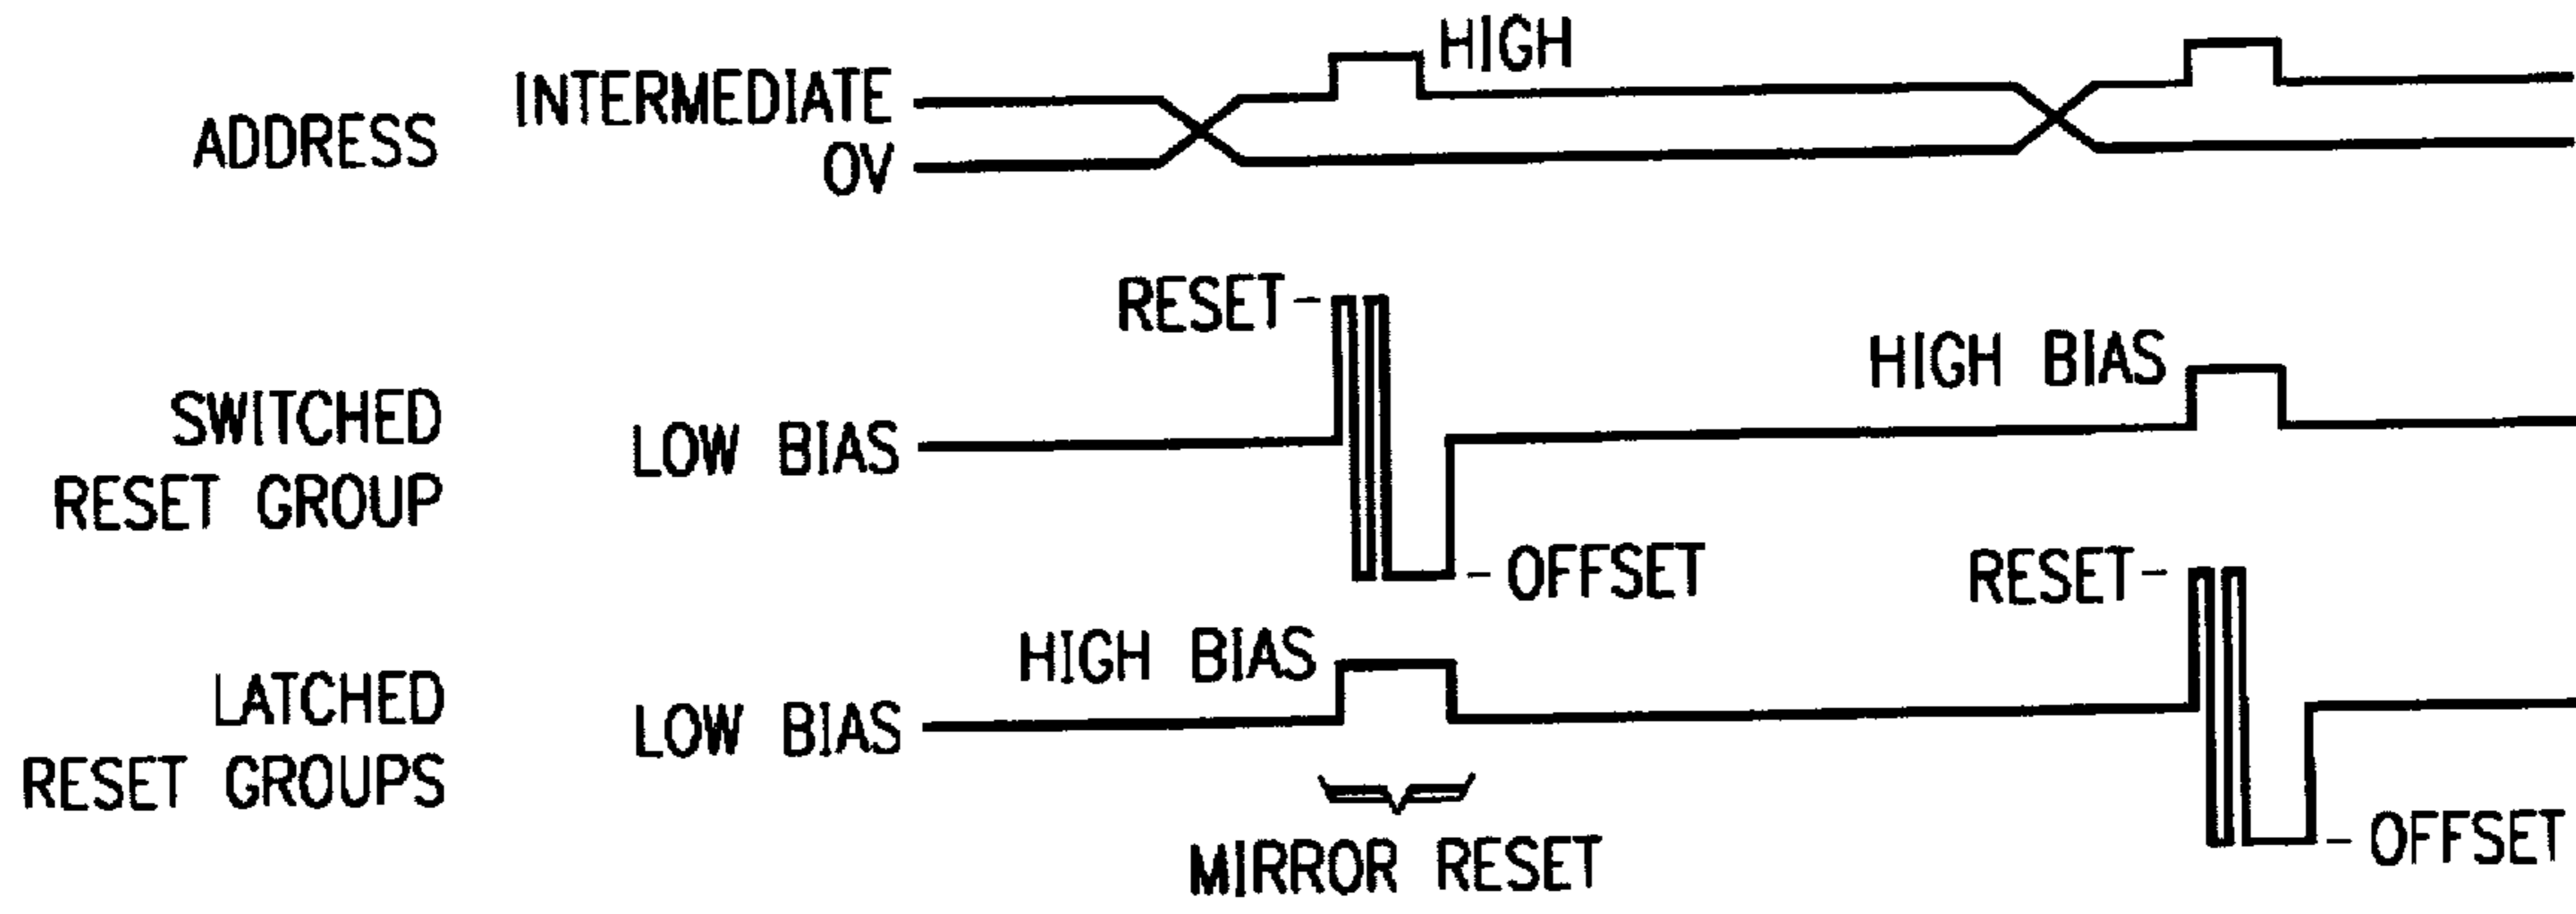 HIGH
INTERMEDIATE
ADDRESS
0V
RESET
HIGH BIAS
SWITCHED
RESET GROUP
LOW BIAS
OFFSET
RESET
HIGH BIAS
LATCHED
RESET GROUPS
LOW BIAS
MIRROR RESET
OFFSET